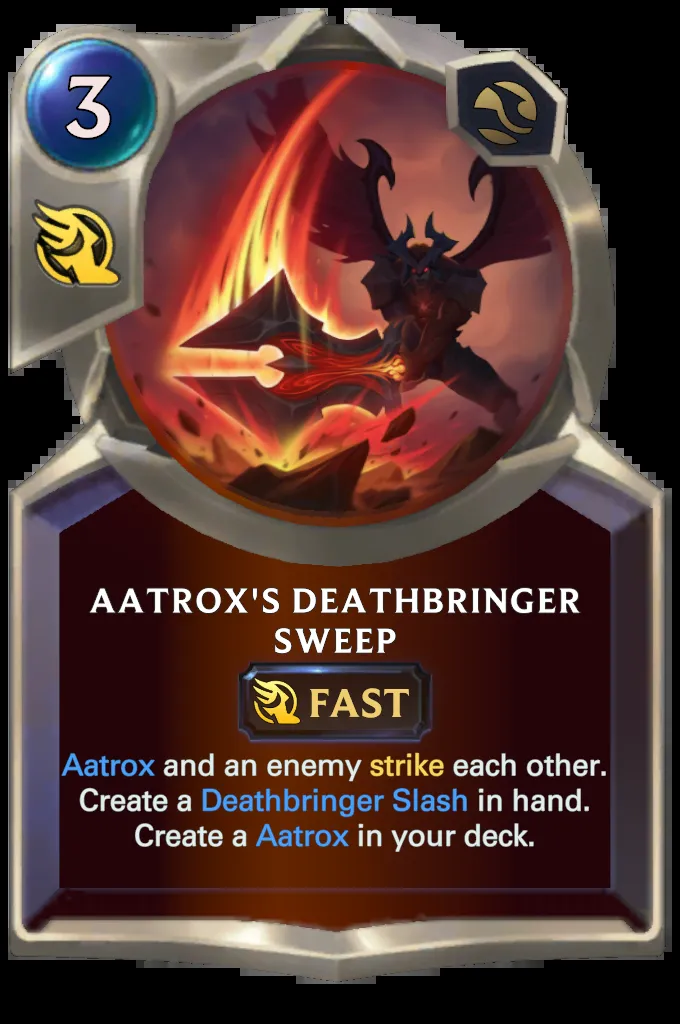 3
AATROX'S DEATHBRINGER
SWEEP
FAST
Aatrox and an enemy strike each other.
Create a Deathbringer Slash in hand.
Create a Aatrox in your deck.